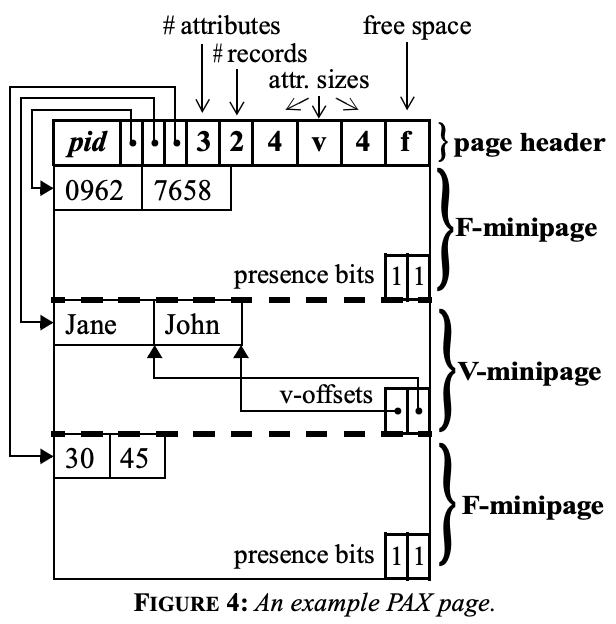 # attributes
free space
# records
attr. sizes
pid 3 2 4 v 4 f
page header
0962 7658
F-minipage
presence bits 1 1
Jane John
V-minipage
v-offsets
30 45
F-minipage
presence bits 1 1
FIGURE 4: An example PAX page.